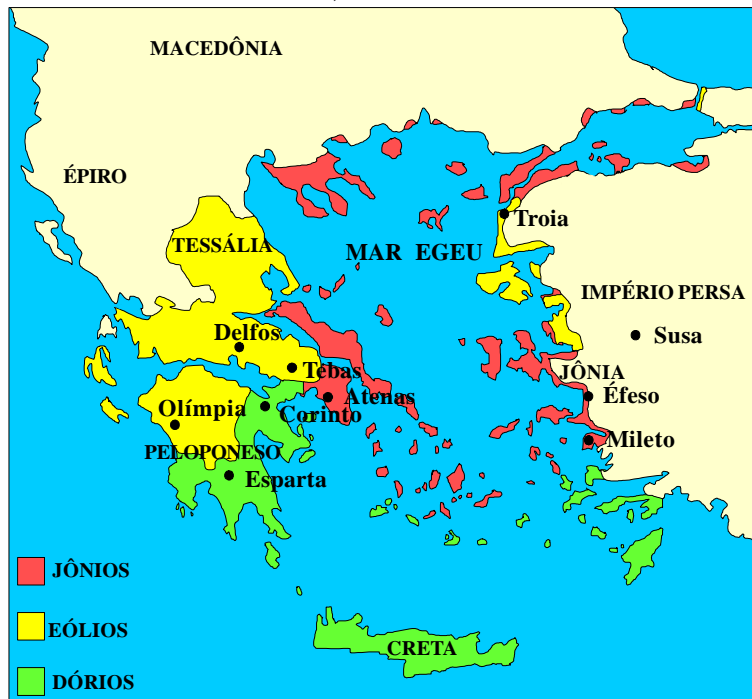 MACEDÔNIA
ÉPIRO
TESSÁLIA
Troia
MAR EGEU
IMPÉRIO PERSA
Susa
Delfos
Tebas
JÔNIA
Atenas
Éfeso
Olímpia
Corinto
Mileto
PELOPONESO
Esparta
JÔNIOS
EÓLIOS
CRETA
DÓRIOS